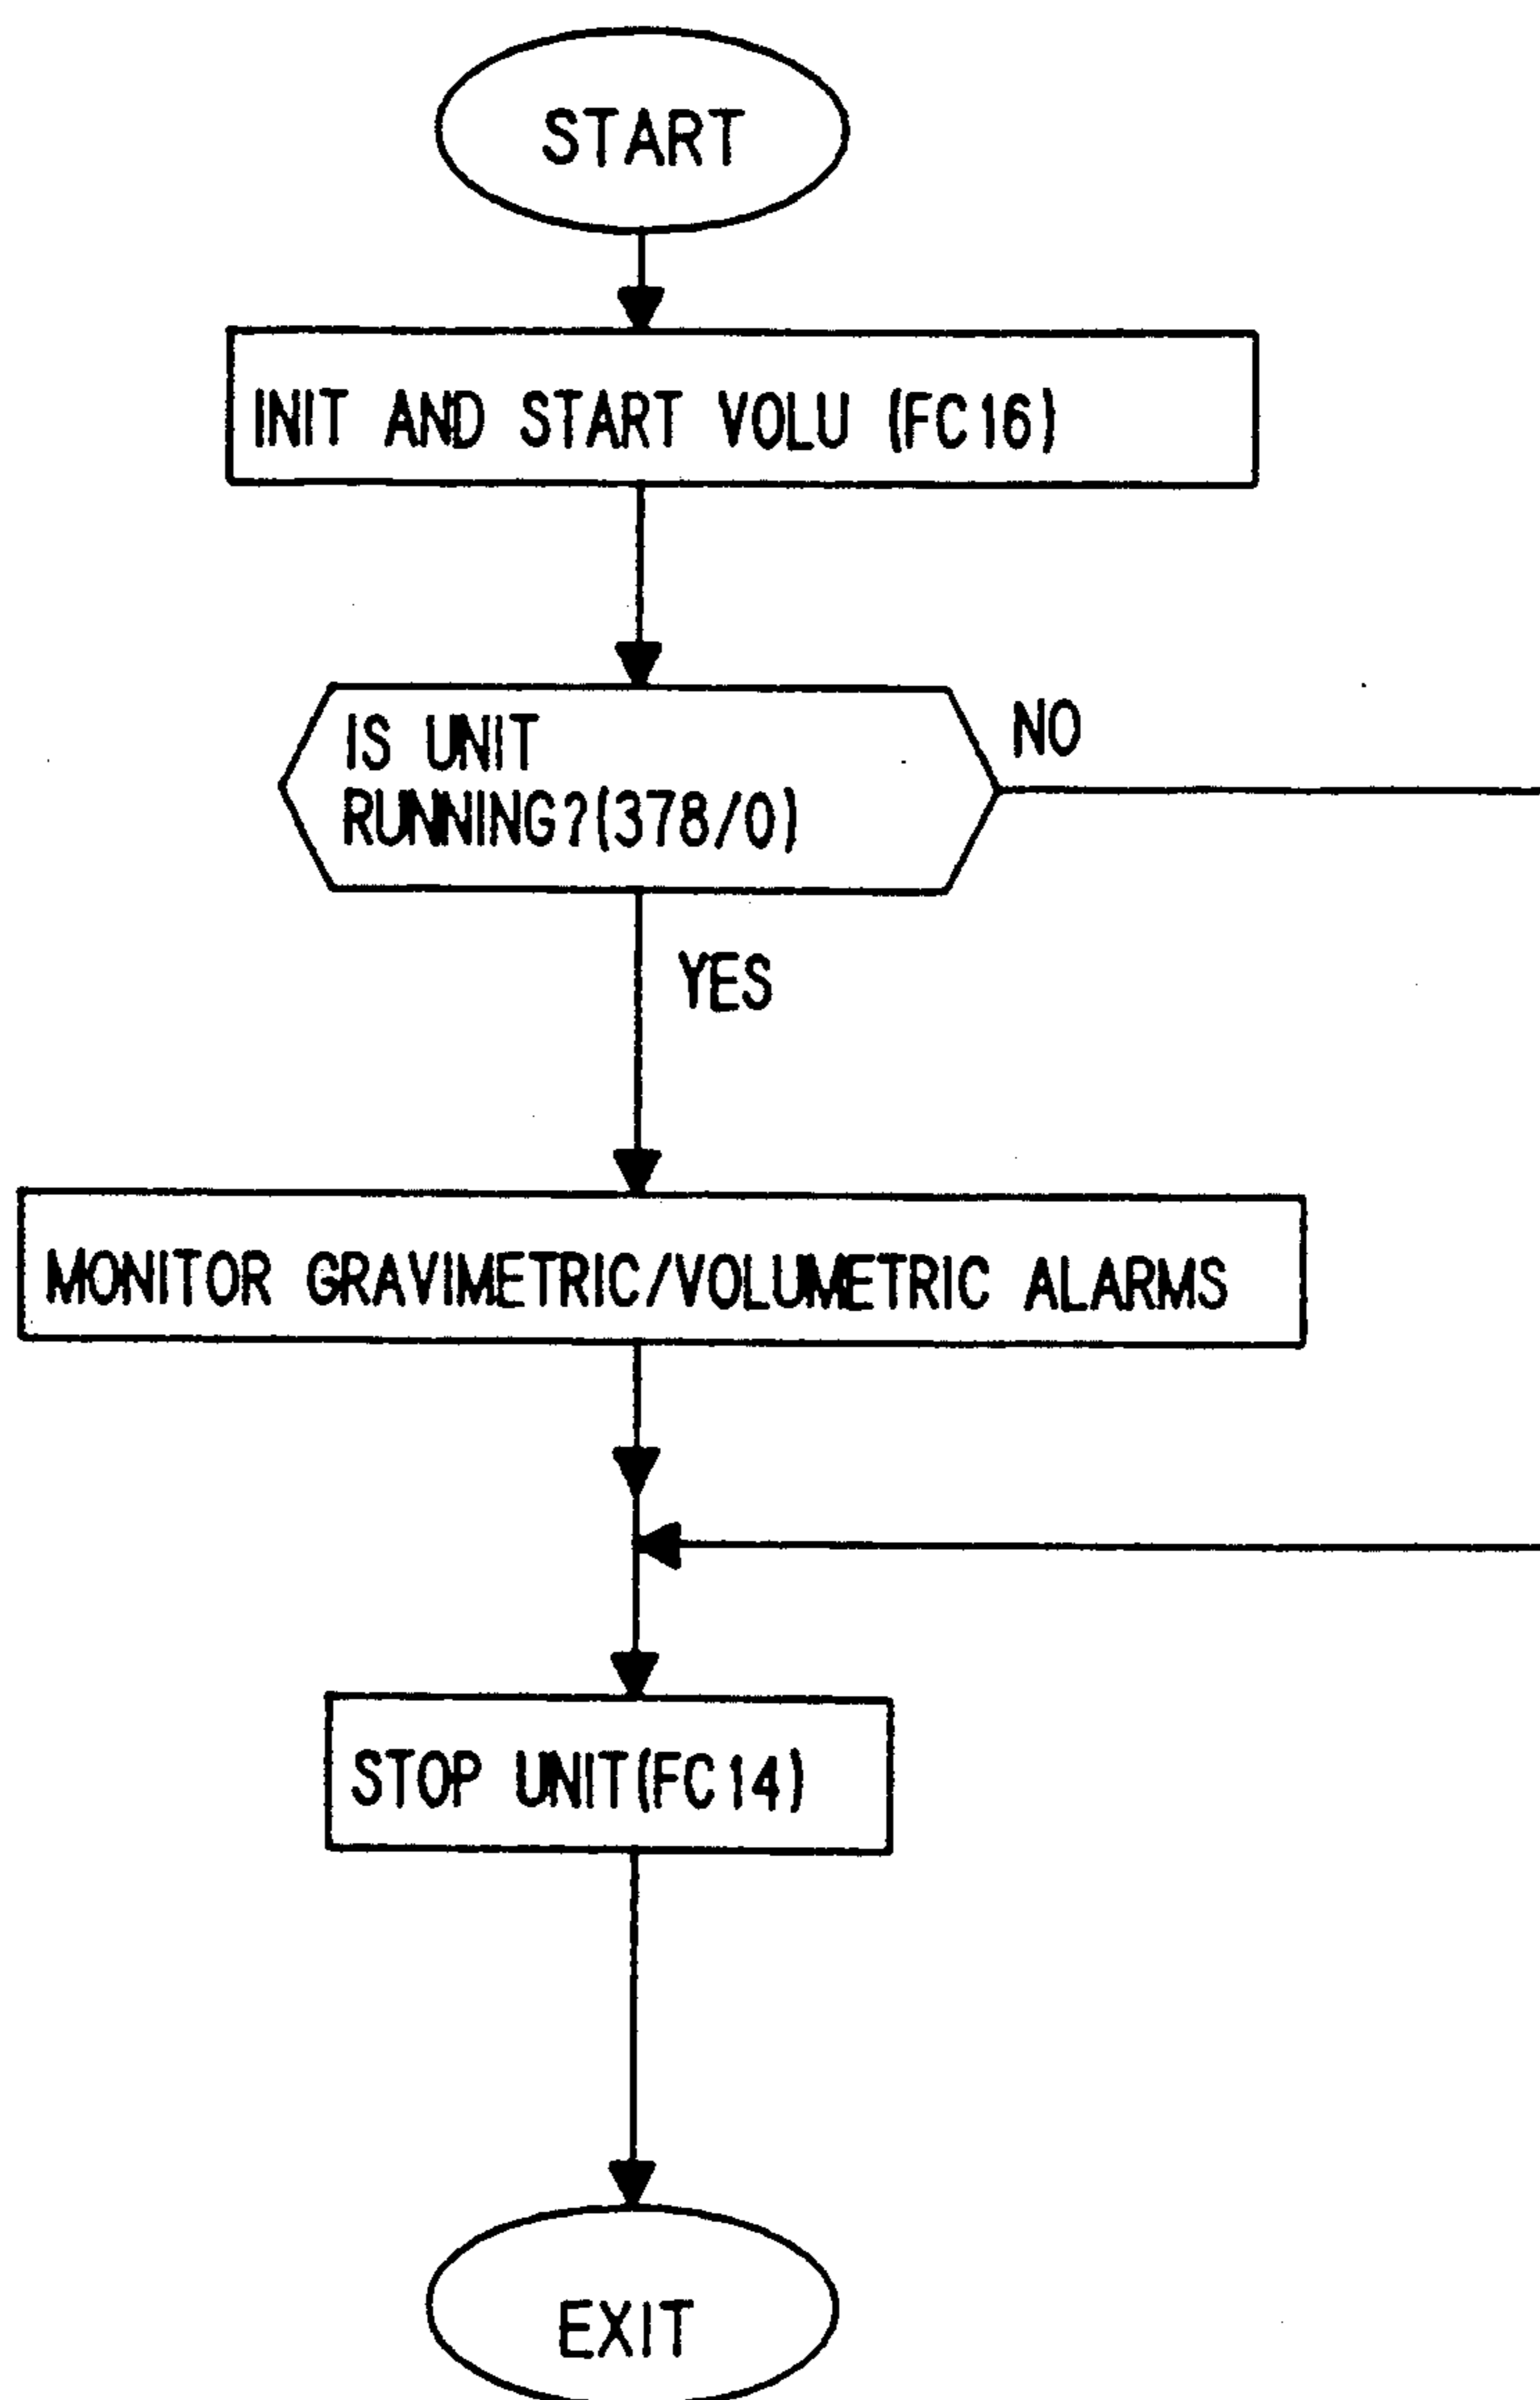 START
INIT AND START VOLU (FC16)
IS UNIT
RUNNING?(378/0)
NO
YES
MONITOR GRAVIMETRIC/VOLUMETRIC ALARMS
STOP UNIT(FC14)
EXIT